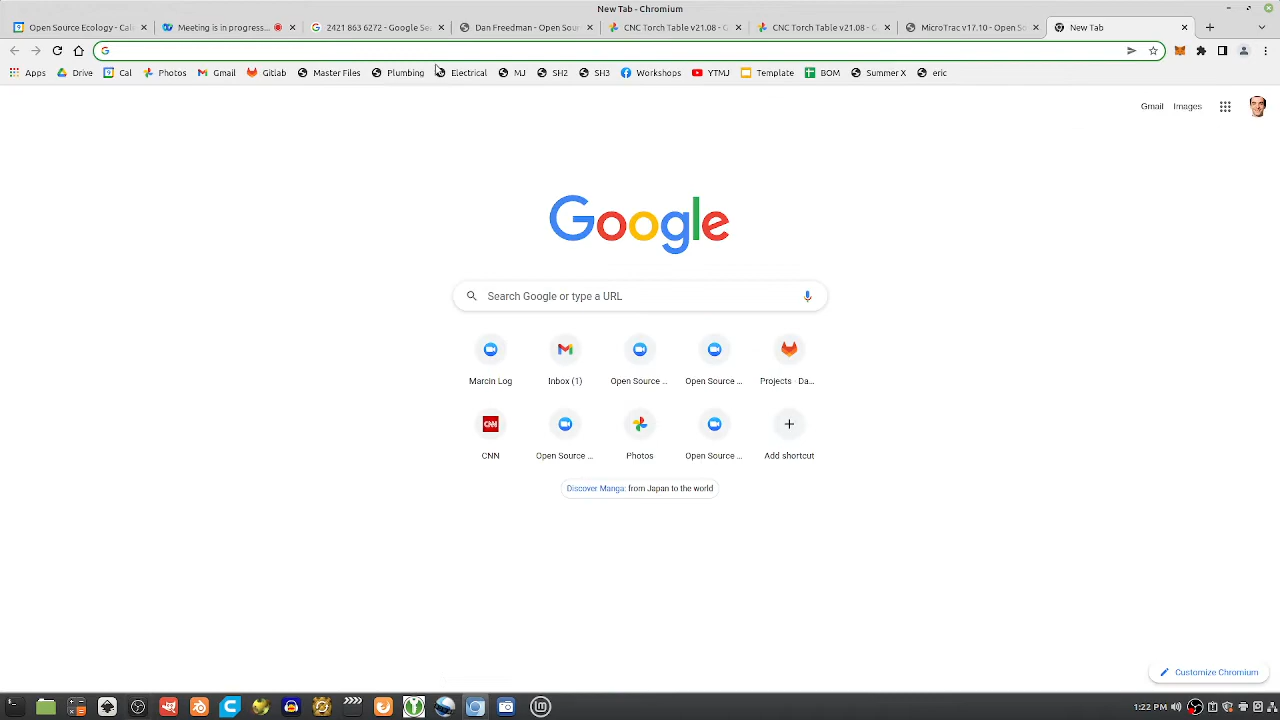 New Tab - Chromium
Open Source Ecology - Cale
Meeting is in progress...
2421 863 6272 - Google Sea
Dan Freedman - Open Sourc
CNC Torch Table v21.08 - G
CNC Torch Table v21.08 - G
MicroTrac v17.10 - Open So
New Tab
Apps
Drive
Cal
Photos
Gmail
Gitlab
Master Files
Plumbing
Electrical
MJ
SH2
SH3
Workshops
YTMJ
Template
BOM
Summer X
eric
Gmail
Images
Google
Search Google or type a URL
Marcin Log
Inbox (1)
Open Source ...
Open Source ...
Projects · Da...
CNN
CNN
Open Source ...
Photos
Open Source ...
Add shortcut
Discover Manga: from Japan to the world
Customize Chromium
1:22 PM